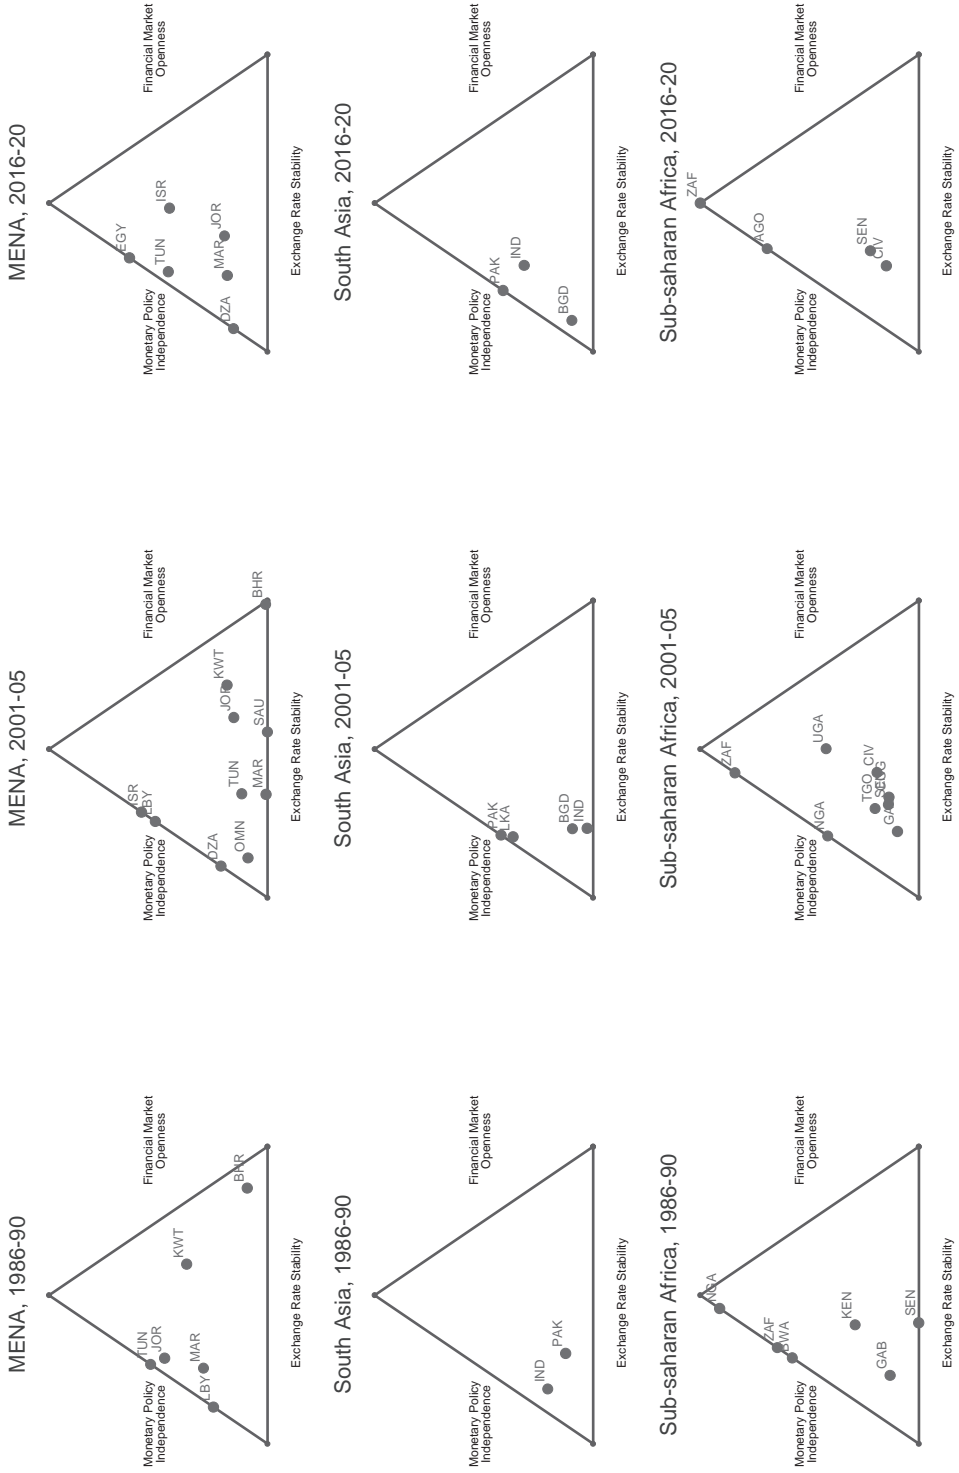 MENA, 1986-90
Monetary Policy
Independence
Financial Market
Openness
TUN
JOR
KWT
MAR
LBY
BHR
Exchange Rate Stability
MENA, 2001-05
Monetary Policy
Independence
Financial Market
Openness
ISR
LBY
DZA
KWT
JOR
TUN
OMN
MAR
SAU
BHR
Exchange Rate Stability
MENA, 2016-20
Monetary Policy
Independence
Financial Market
Openness
EGY
TUN
ISR
MAR
JOR
DZA
Exchange Rate Stability
South Asia, 1986-90
Monetary Policy
Independence
Financial Market
Openness
IND
PAK
Exchange Rate Stability
South Asia, 2001-05
Monetary Policy
Independence
Financial Market
Openness
PAK
LKA
BGD
IND
Exchange Rate Stability
South Asia, 2016-20
Monetary Policy
Independence
Financial Market
Openness
PAK
IND
BGD
Exchange Rate Stability
Sub-saharan Africa, 1986-90
Monetary Policy
Independence
Financial Market
Openness
NGA
ZAF
BWA
KEN
GAB
SEN
Exchange Rate Stability
Sub-saharan Africa, 2001-05
Monetary Policy
Independence
Financial Market
Openness
ZAF
NGA
UGA
TGO
CIV
Exchange Rate Stability
Sub-saharan Africa, 2016-20
Monetary Policy
Independence
Financial Market
Openness
ZAF
AGO
SEN
CIV
Exchange Rate Stability